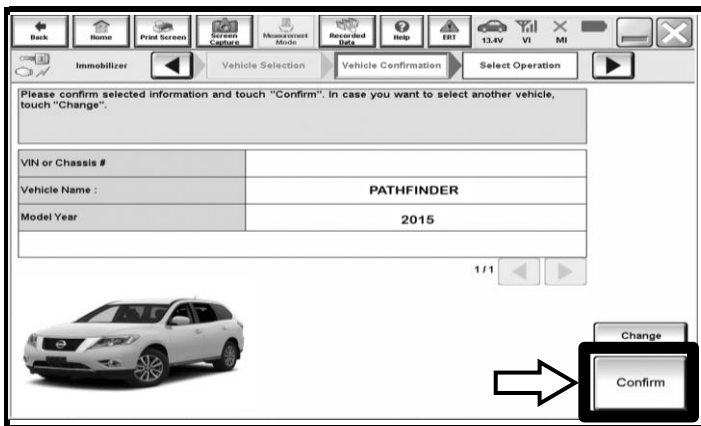 Back
Home
Print Screen
Screen
Capture
Measurement
Mode
Recorded
Data
Help
ERT
13.4V
VI
MI
Immobilizer
Vehicle Selection
Vehicle Confirmation
Select Operation
Please confirm selected information and touch "Confirm". In case you want to select another vehicle,
touch "Change".
VIN or Chassis #
Vehicle Name :
PATHFINDER
Model Year
2015
1/1
Change
Confirm